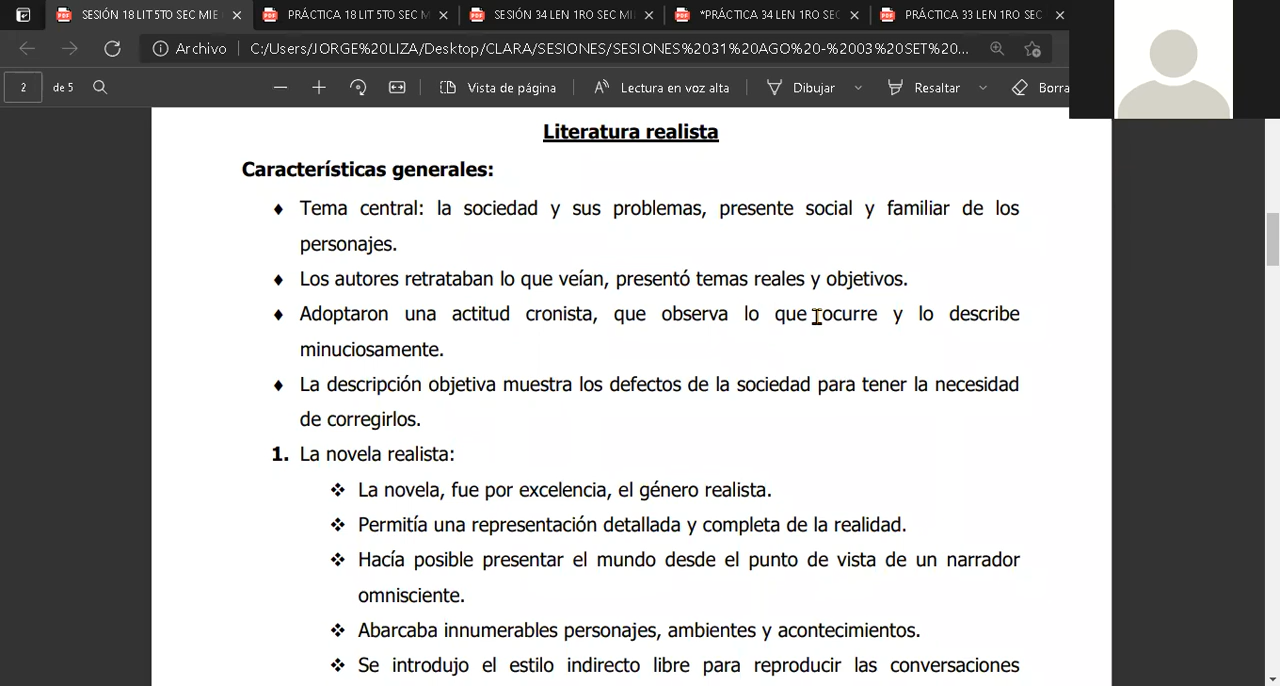 SESIÓN 18 LIT 5TO SEC MIE
PRÁCTICA 18 LIT 5TO SEC M
SESIÓN 34 LEN 1RO SEC MI
*PRÁCTICA 34 LEN 1RO SEC
PRÁCTICA 33 LEN 1RO SEC
Archivo C:/Users/JORGE%20LIZA/Desktop/CLARA/SESIONES/SESIONES%2031%20AGO%20-%2003%20SET%20...
2 de 5 Vista de página Lectura en voz alta Dibujar Resaltar Borra
Literatura realista
Características generales:
♦ Tema central: la sociedad y sus problemas, presente social y familiar de los
personajes.
♦ Los autores retrataban lo que veían, presentó temas reales y objetivos.
♦ Adoptaron una actitud cronista, que observa lo que ocurre y lo describe
minuciosamente.
♦ La descripción objetiva muestra los defectos de la sociedad para tener la necesidad
de corregirlos.
1. La novela realista:
❖ La novela, fue por excelencia, el género realista.
❖ Permitía una representación detallada y completa de la realidad.
❖ Hacía posible presentar el mundo desde el punto de vista de un narrador
omnisciente.
❖ Abarcaba innumerables personajes, ambientes y acontecimientos.
❖ Se introdujo el estilo indirecto libre para reproducir las conversaciones